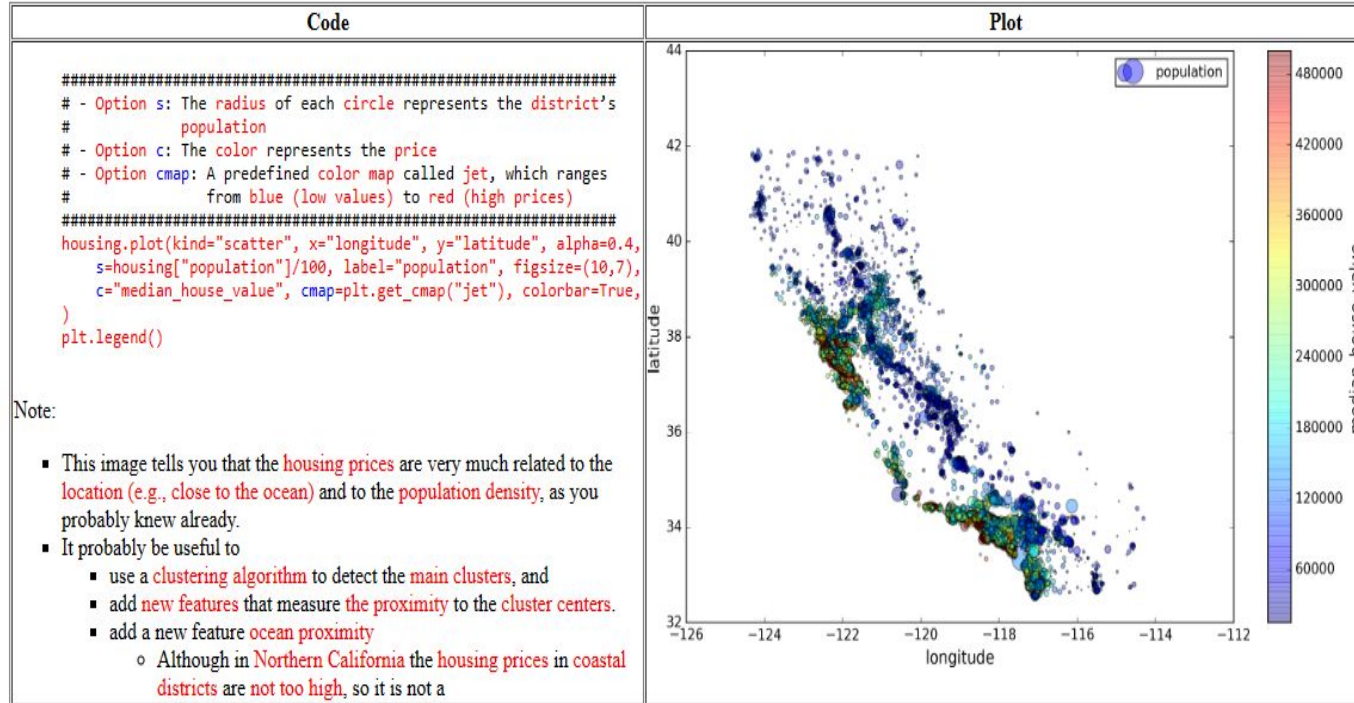 Code
Plot
################################################################
# - Option s: The radius of each circle represents the district's
# population
# - Option c: The color represents the price
# - Option cmap: A predefined color map called jet, which ranges
# from blue (low values) to red (high prices)
################################################################
housing.plot(kind="scatter", x="longitude", y="latitude", alpha=0.4,
s=housing["population"]/100, label="population", figsize=(10,7),
c="median_house_value", cmap=plt.get_cmap("jet"), colorbar=True,
)
plt.legend()
Note:
▪ This image tells you that the housing prices are very much related to the
location (e.g., close to the ocean) and to the population density, as you
probably knew already.
▪ It probably be useful to
▪ use a clustering algorithm to detect the main clusters, and
▪ add new features that measure the proximity to the cluster centers.
▪ add a new feature ocean proximity
○ Although in Northern California the housing prices in coastal
districts are not too high, so it is not a
population
44
42
40
38
36
34
32
latitude
−126
−124
−122
−120
−118
−116
−114
−112
longitude
480000
420000
360000
300000
240000
180000
120000
60000
median_house_value